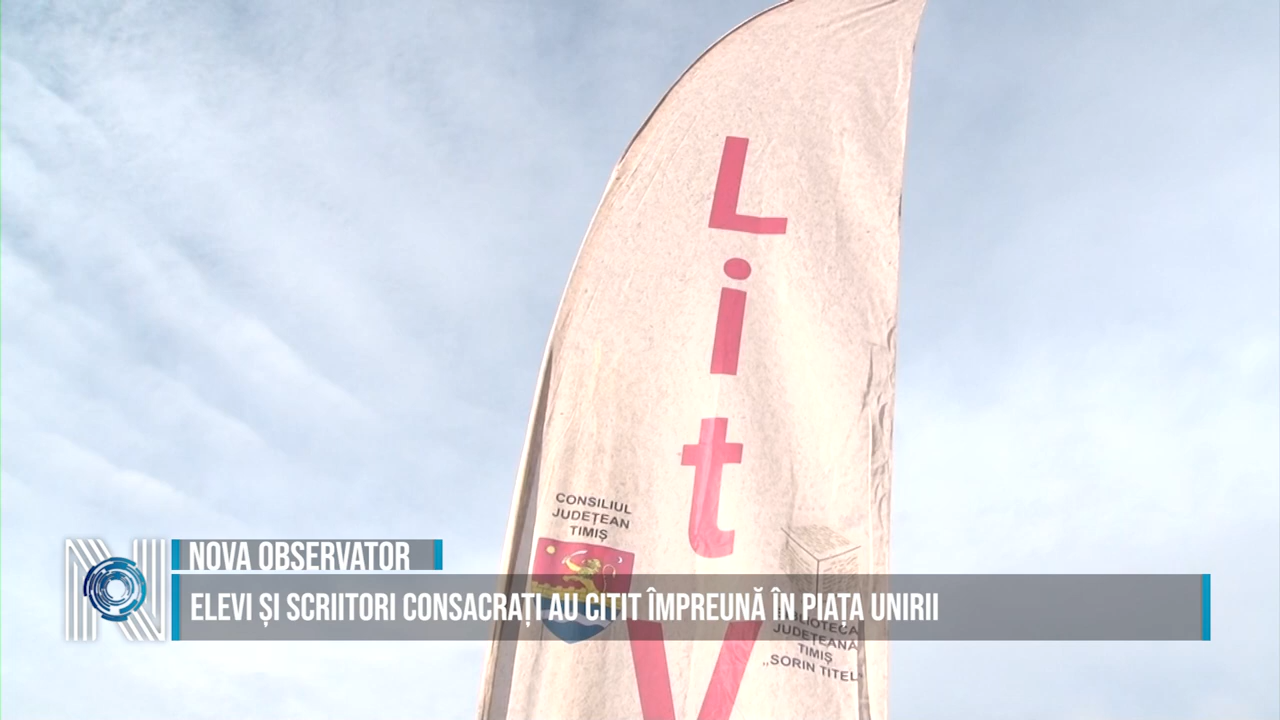 L
i
t
V
CONSILIUL
JUDEȚEAN
TIMIȘ
NOVA OBSERVATOR
ELEVI ȘI SCRIITORI CONSACRAȚI AU CITIT ÎMPREUNĂ ÎN PIAȚA UNIRII
BIBLIOTECA
JUDEȚEANĂ
TIMIȘ
„SORIN TITEL"